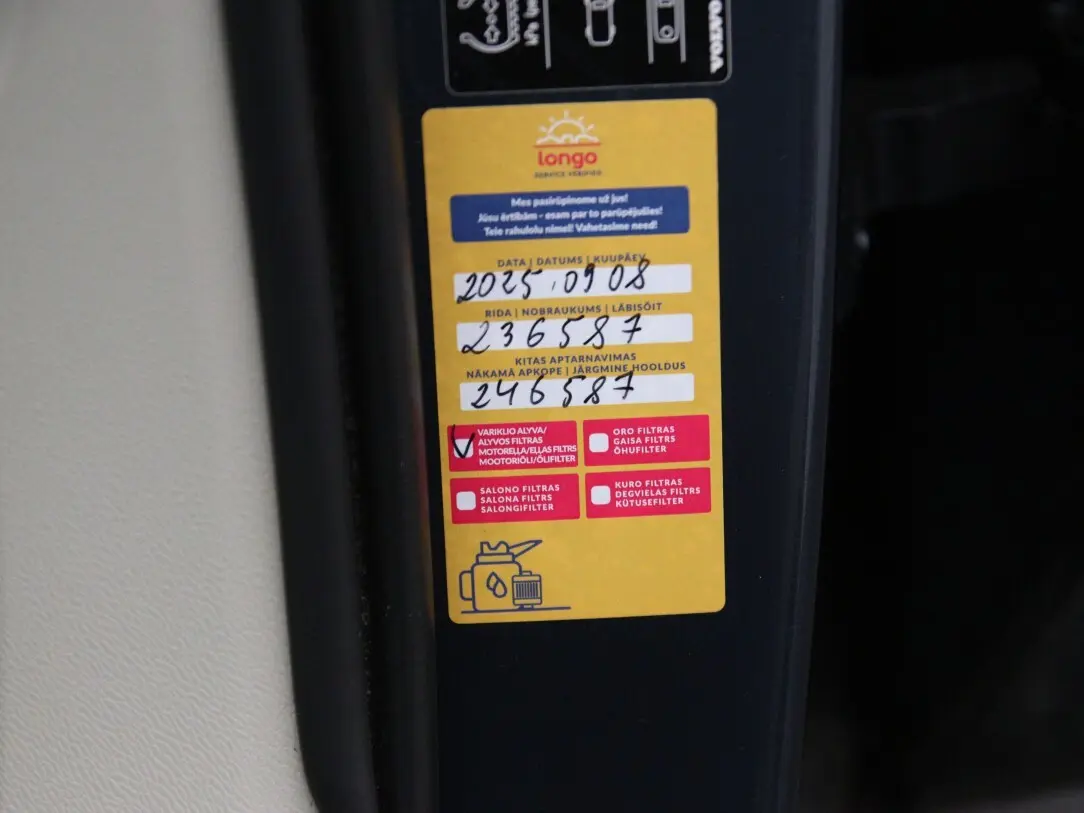 VOLVO
longo
SERVICE VERIFIED
Mes pasirūpinome už jus!
Jūsu ērtībām - esam par to parūpējušies!
Teie rahulolu nimel! Vahetasime need!
DATA | DATUMS | KUUPÄEV
2025.09 08
RIDA | NOBRAUKUMS | LÄBISÕIT
236587
KITAS APTARNAVIMAS
NĀKAMĀ APKOPE | JÄRGMINE HOOLDUS
246587
VARIKLIO ALYVA/
ALYVOS FILTRAS
MOTOREĻĻA/EĻĻAS FILTRS
MOOTORIÕLI/ÕLIFILTER
ORO FILTRAS
GAISA FILTRS
ÕHUFILTER
SALONO FILTRAS
SALONA FILTRS
SALONGIFILTER
KURO FILTRAS
DEGVIELAS FILTRS
KÜTUSEFILTER